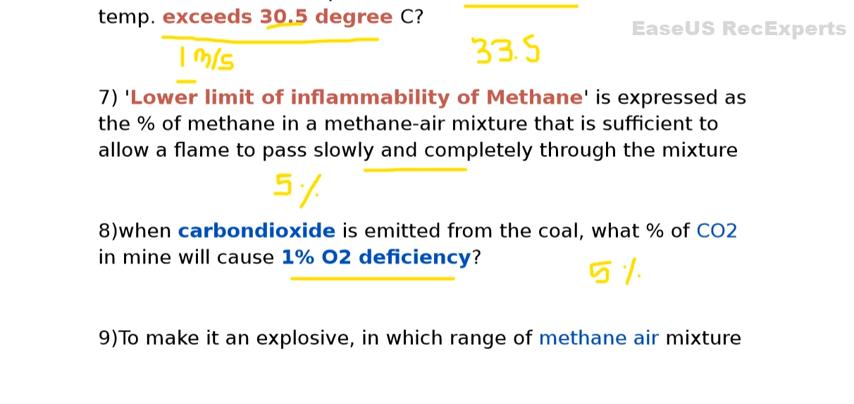 temp. exceeds 30.5 degree C?
EaseUS RecExperts
1 m/s
33.5
7) 'Lower limit of inflammability of Methane' is expressed as
the % of methane in a methane-air mixture that is sufficient to
allow a flame to pass slowly and completely through the mixture
5%
8)when carbondioxide is emitted from the coal, what % of CO2
in mine will cause 1% O2 deficiency?
5%
9)To make it an explosive, in which range of methane air mixture